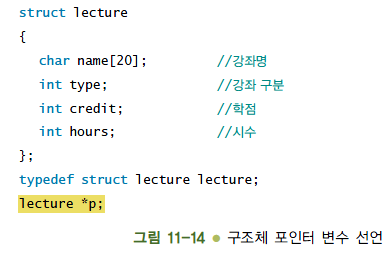 struct lecture
{
char name[20]; //강좌명
int type; //강좌 구분
int credit; //학점
int hours; //시수
};
typedef struct lecture lecture;
lecture *p;
그림 11-14 ● 구조체 포인터 변수 선언